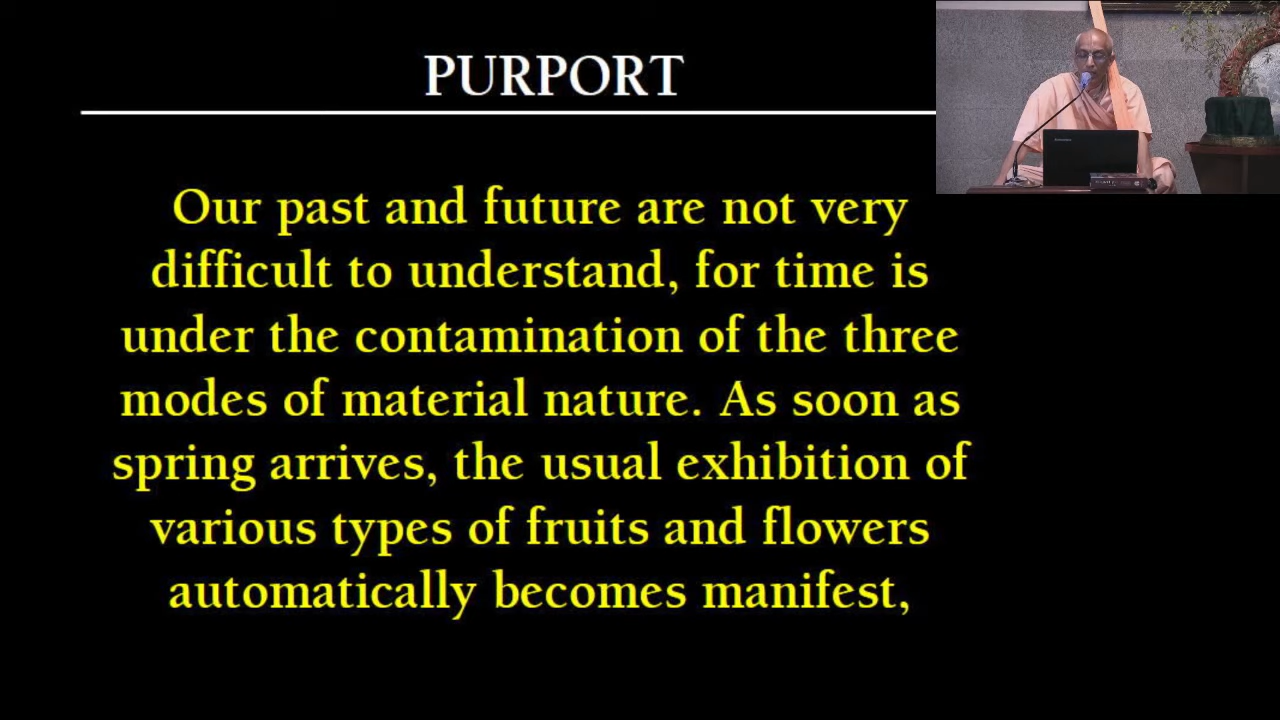 PURPORT
Our past and future are not very
difficult to understand, for time is
under the contamination of the three
modes of material nature. As soon as
spring arrives, the usual exhibition of
various types of fruits and flowers
automatically becomes manifest,